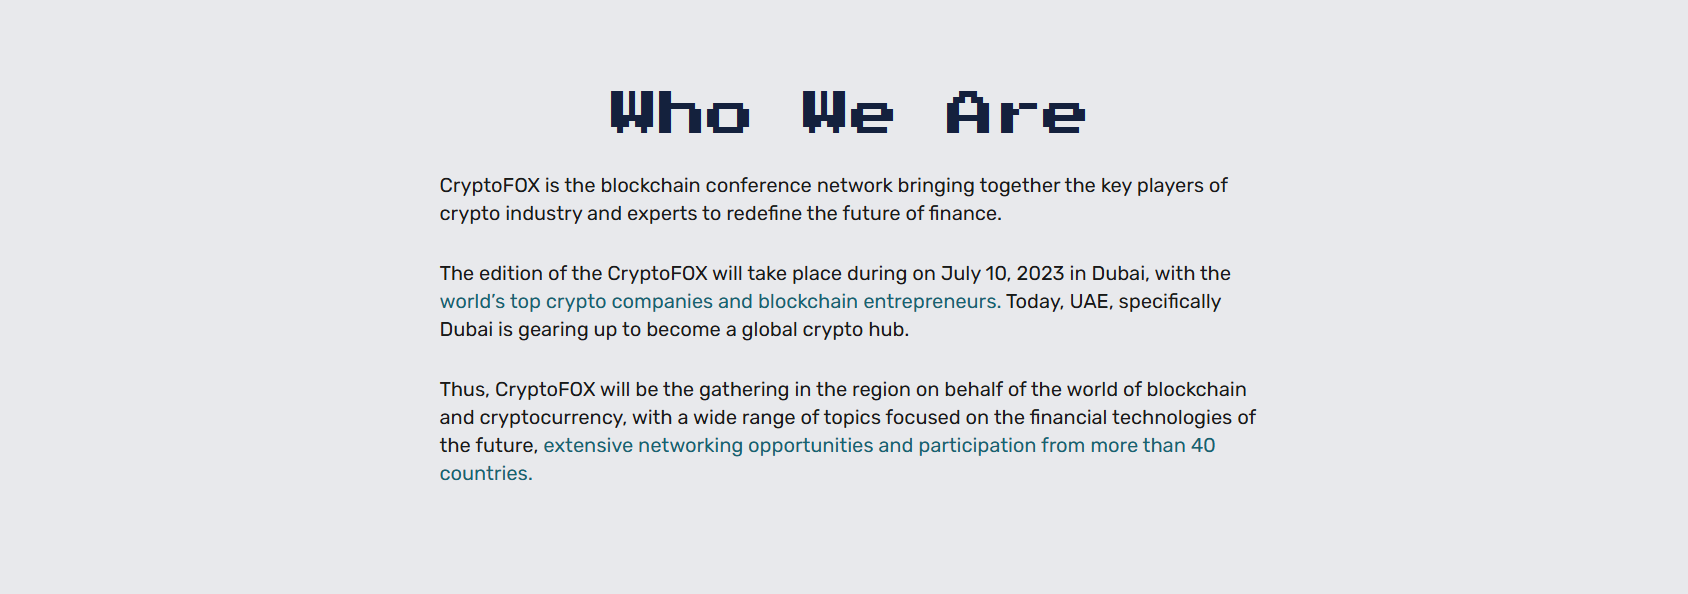 Who We Are
CryptoFOX is the blockchain conference network bringing together the key players of
crypto industry and experts to redefine the future of finance.
The edition of the CryptoFOX will take place during on July 10, 2023 in Dubai, with the
world’s top crypto companies and blockchain entrepreneurs. Today, UAE, specifically
Dubai is gearing up to become a global crypto hub.
Thus, CryptoFOX will be the gathering in the region on behalf of the world of blockchain
and cryptocurrency, with a wide range of topics focused on the financial technologies of
the future, extensive networking opportunities and participation from more than 40
countries.